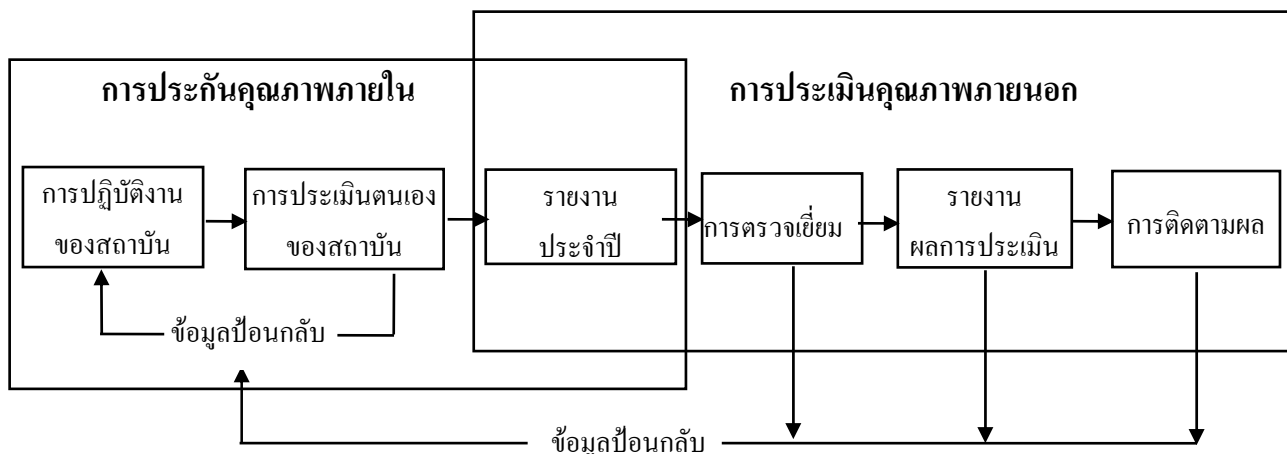 การประกันคุณภาพภายใน
การประเมินคุณภาพภายนอก
การปฏิบัติงาน
ของสถาบัน
การประเมินตนเอง
ของสถาบัน
รายงาน
ประจำปี
การตรวจเยี่ยม
รายงาน
ผลการประเมิน
การติดตามผล
ข้อมูลป้อนกลับ
ข้อมูลป้อนกลับ